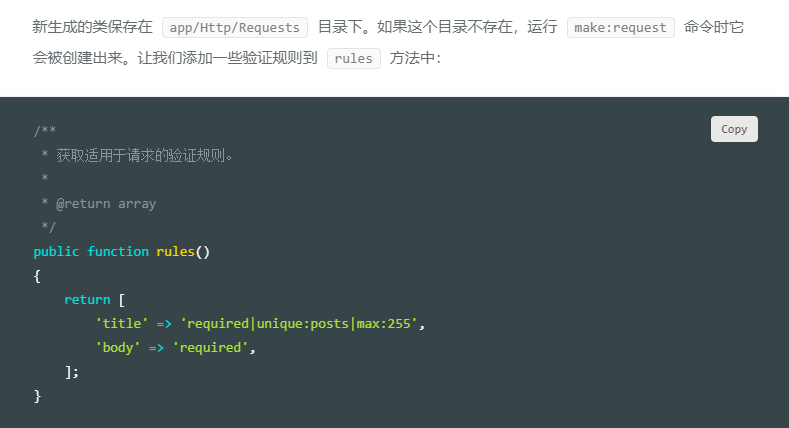 新生成的类保存在 app/Http/Requests 目录下。如果这个目录不存在，运行 make:request 命令时它
会被创建出来。让我们添加一些验证规则到 rules 方法中：
Copy
/**
 * 获取适用于请求的验证规则。
 *
 * @return array
 */
public function rules()
{
    return [
        'title' => 'required|unique:posts|max:255',
        'body' => 'required',
    ];
}